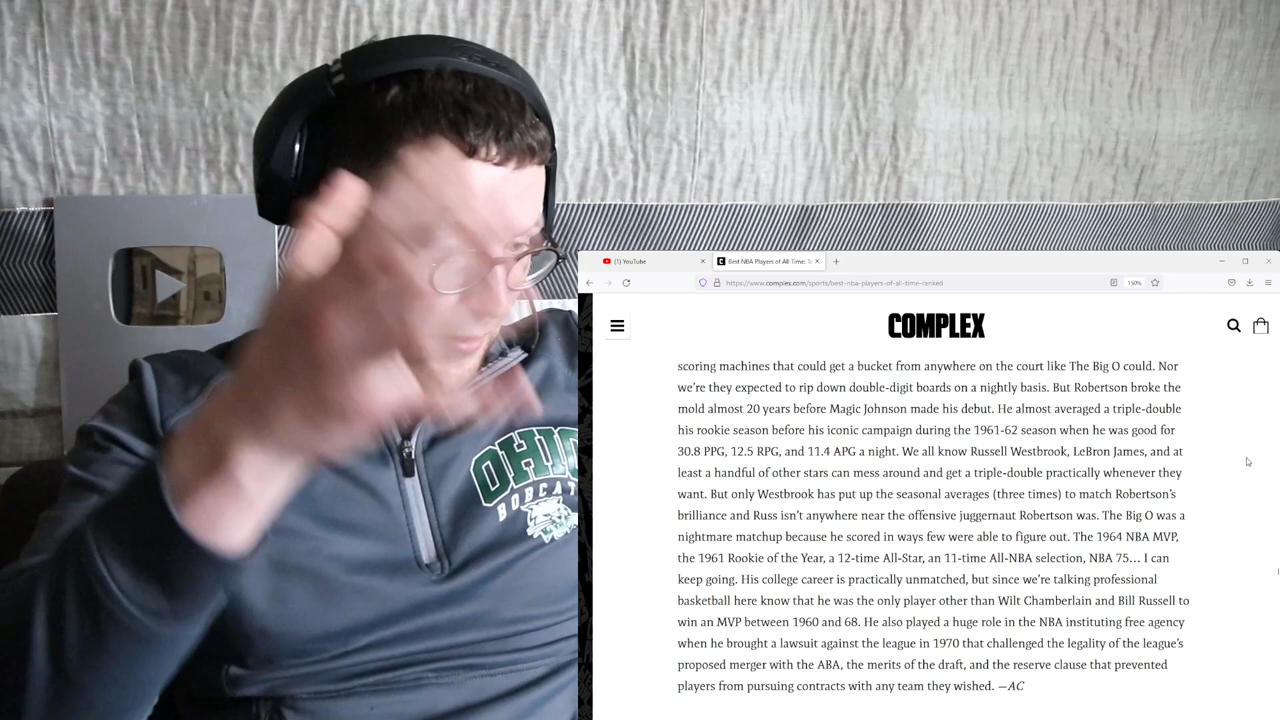 OHIO
BOBCAT
(1) YouTube
Best NBA Players of All Time: To
https://www.complex.com/sports/best-nba-players-of-all-time-ranked
150%
COMPLEX
scoring machines that could get a bucket from anywhere on the court like The Big O could. Nor
we're they expected to rip down double-digit boards on a nightly basis. But Robertson broke the
mold almost 20 years before Magic Johnson made his debut. He almost averaged a triple-double
his rookie season before his iconic campaign during the 1961-62 season when he was good for
30.8 PPG, 12.5 RPG, and 11.4 APG a night. We all know Russell Westbrook, LeBron James, and at
least a handful of other stars can mess around and get a triple-double practically whenever they
want. But only Westbrook has put up the seasonal averages (three times) to match Robertson's
brilliance and Russ isn't anywhere near the offensive juggernaut Robertson was. The Big O was a
nightmare matchup because he scored in ways few were able to figure out. The 1964 NBA MVP,
the 1961 Rookie of the Year, a 12-time All-Star, an 11-time All-NBA selection, NBA 75… I can
keep going. His college career is practically unmatched, but since we're talking professional
basketball here know that he was the only player other than Wilt Chamberlain and Bill Russell to
win an MVP between 1960 and 68. He also played a huge role in the NBA instituting free agency
when he brought a lawsuit against the league in 1970 that challenged the legality of the league's
proposed merger with the ABA, the merits of the draft, and the reserve clause that prevented
players from pursuing contracts with any team they wished. —AC